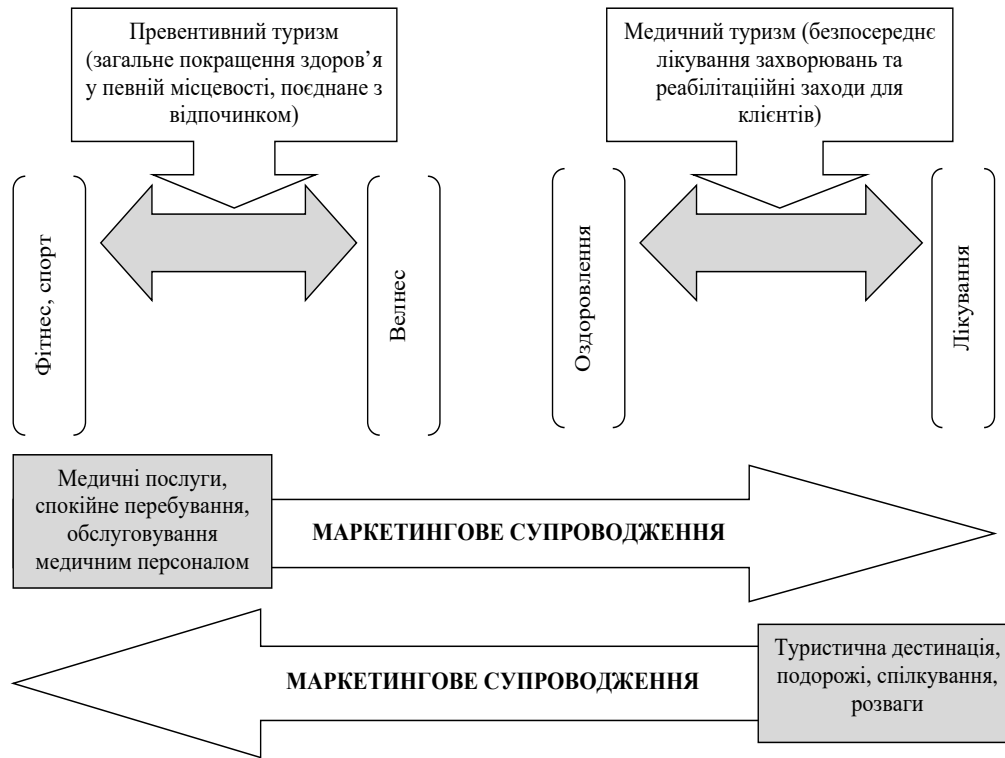 Превентивний туризм
(загальне покращення здоров’я
у певній місцевості, поєднане з
відпочинком)
Медичний туризм (безпосереднє
лікування захворювань та
реабілітаціійні заходи для
клієнтів)
Фітнес, спорт
Велнес
Оздоровлення
Лікування
Медичні послуги,
спокійне перебування,
обслуговування
медичним персоналом
МАРКЕТИНГОВЕ СУПРОВОДЖЕННЯ
МАРКЕТИНГОВЕ СУПРОВОДЖЕННЯ
Туристична дестинація,
подорожі, спілкування,
розваги